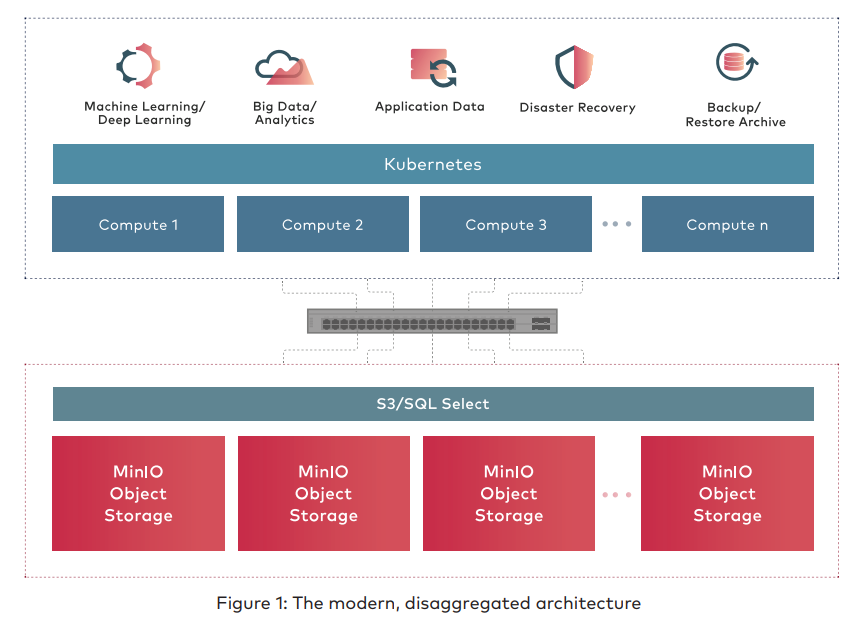 Machine Learning/
Deep Learning
Big Data/
Analytics
Application Data
Disaster Recovery
Backup/
Restore Archive
Kubernetes
Compute 1
Compute 2
Compute 3
Compute n
S3/SQL Select
MinIO
Object
Storage
MinIO
Object
Storage
MinIO
Object
Storage
MinIO
Object
Storage
Figure 1: The modern, disaggregated architecture